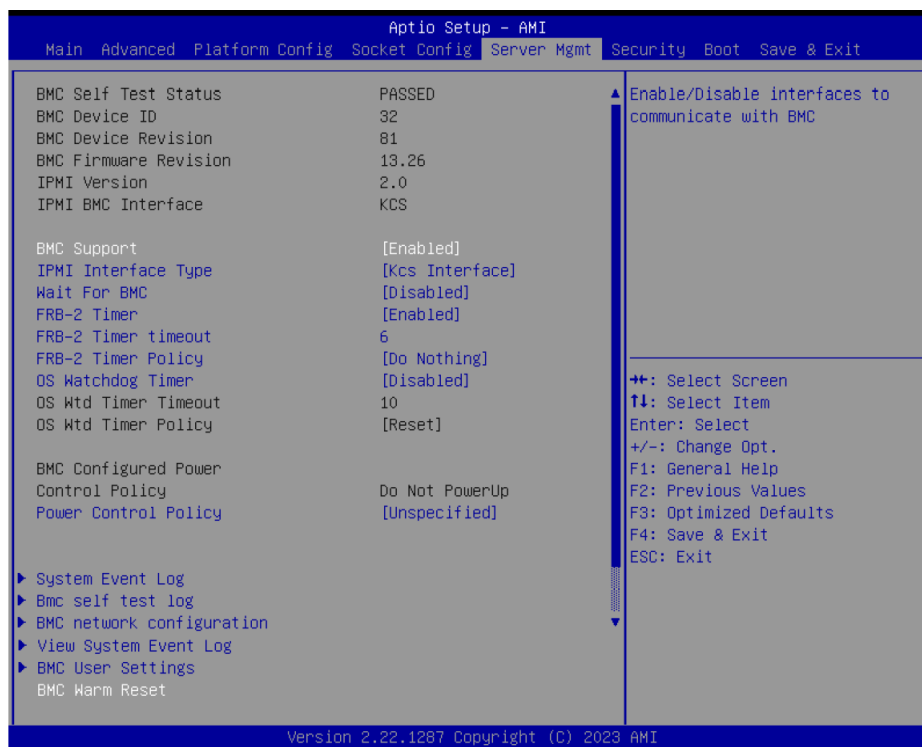 Aptio Setup – AMI
Main Advanced Platform Config Socket Config Server Mgmt Security Boot Save & Exit
BMC Self Test Status PASSED
BMC Device ID 32
BMC Device Revision 81
BMC Firmware Revision 13.26
IPMI Version 2.0
IPMI BMC Interface KCS
BMC Support [Enabled]
IPMI Interface Type [Kcs Interface]
Wait For BMC [Disabled]
FRB-2 Timer [Enabled]
FRB-2 Timer timeout 6
FRB-2 Timer Policy [Do Nothing]
OS Watchdog Timer [Disabled]
OS Wtd Timer Timeout 10
OS Wtd Timer Policy [Reset]
BMC Configured Power
Control Policy Do Not PowerUp
Power Control Policy [Unspecified]
System Event Log
Bmc self test log
BMC network configuration
View System Event Log
BMC User Settings
BMC Warm Reset
Enable/Disable interfaces to
communicate with BMC
→←: Select Screen
↑↓: Select Item
Enter: Select
+/-: Change Opt.
F1: General Help
F2: Previous Values
F3: Optimized Defaults
F4: Save & Exit
ESC: Exit
Version 2.22.1287 Copyright (C) 2023 AMI